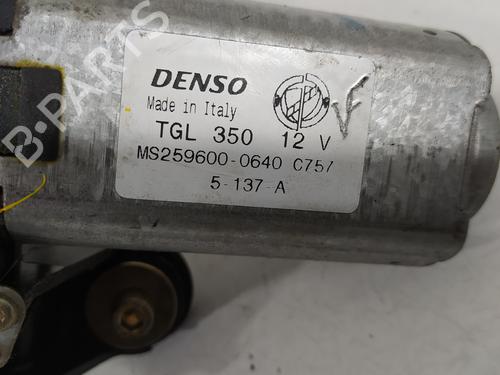 DENSO
Made in Italy
TGL 350 12 V
MS259600-0640 C757
5-137-A
B-PARTS